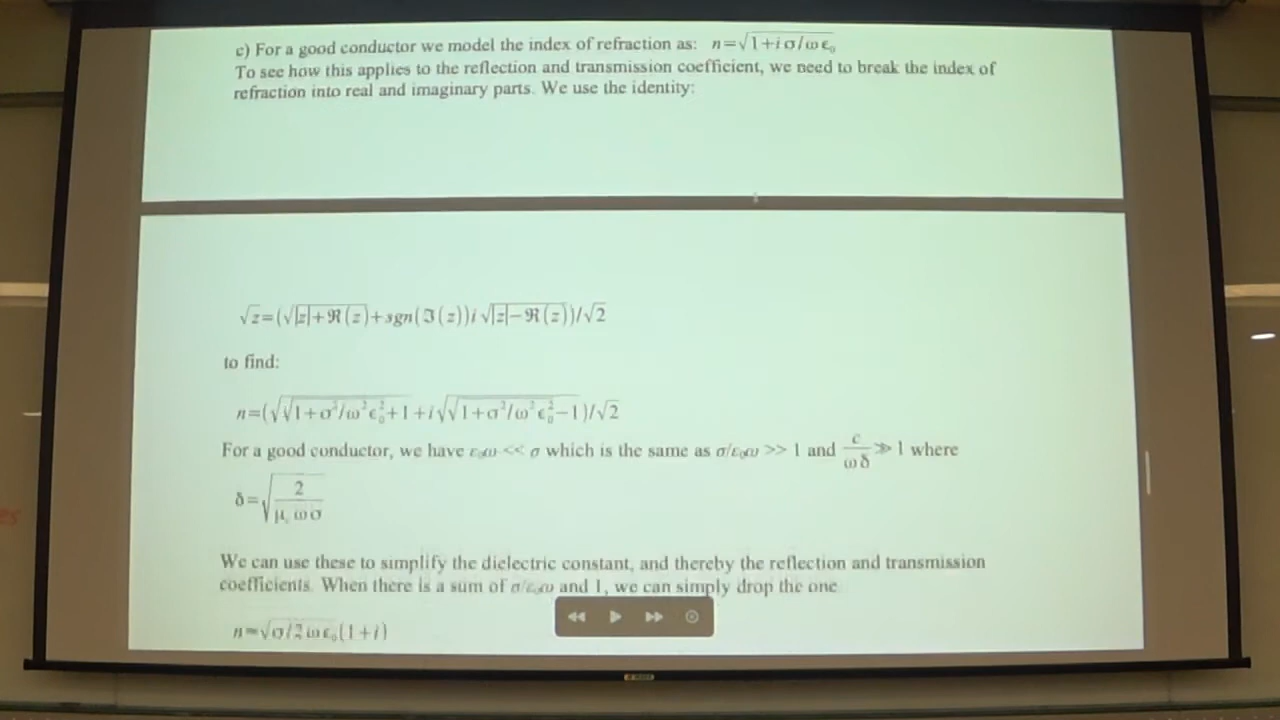 c) For a good conductor we model the index of refraction as: n=√1+iσ/ωε₀
To see how this applies to the reflection and transmission coefficient, we need to break the index of
refraction into real and imaginary parts. We use the identity:
√z=(√|z|+ℜ(z)+sgn(ℑ(z))i√|z|−ℜ(z))/√2
to find:
n=(√√1+σ²/ω²ε₀²+1+i√√1+σ²/ω²ε₀²−1)/√2
For a good conductor, we have ε₀ω << σ which is the same as σ/ε₀ω >> 1 and c/ωδ ≫ 1 where
δ=√2/μ₀ωσ
We can use these to simplify the dielectric constant, and thereby the reflection and transmission
coefficients. When there is a sum of σ/ε₀ω and 1, we can simply drop the one
n=√σ/2ωε₀(1+i)